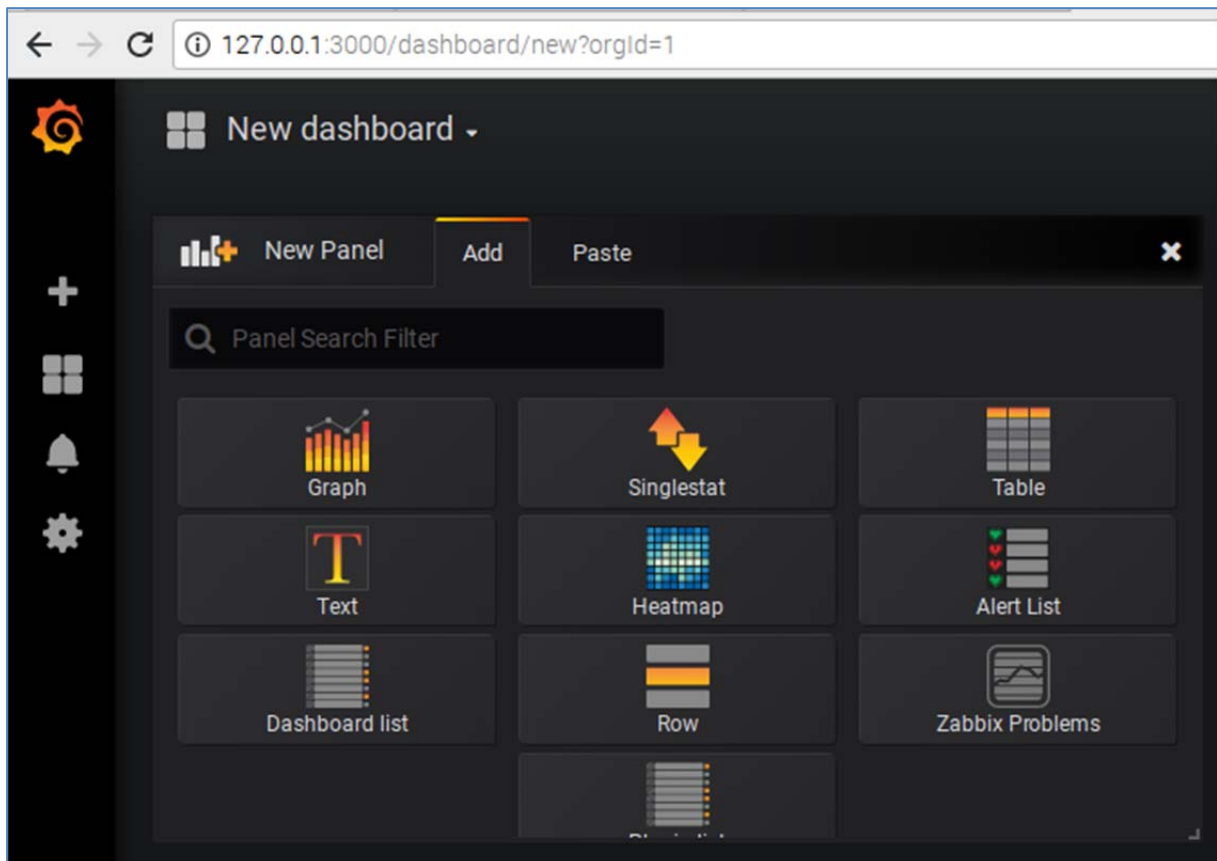 127.0.0.1:3000/dashboard/new?orgId=1
New dashboard
New Panel
Add
Paste
Panel Search Filter
Graph
Singlestat
Table
Text
Heatmap
Alert List
Dashboard list
Row
Zabbix Problems